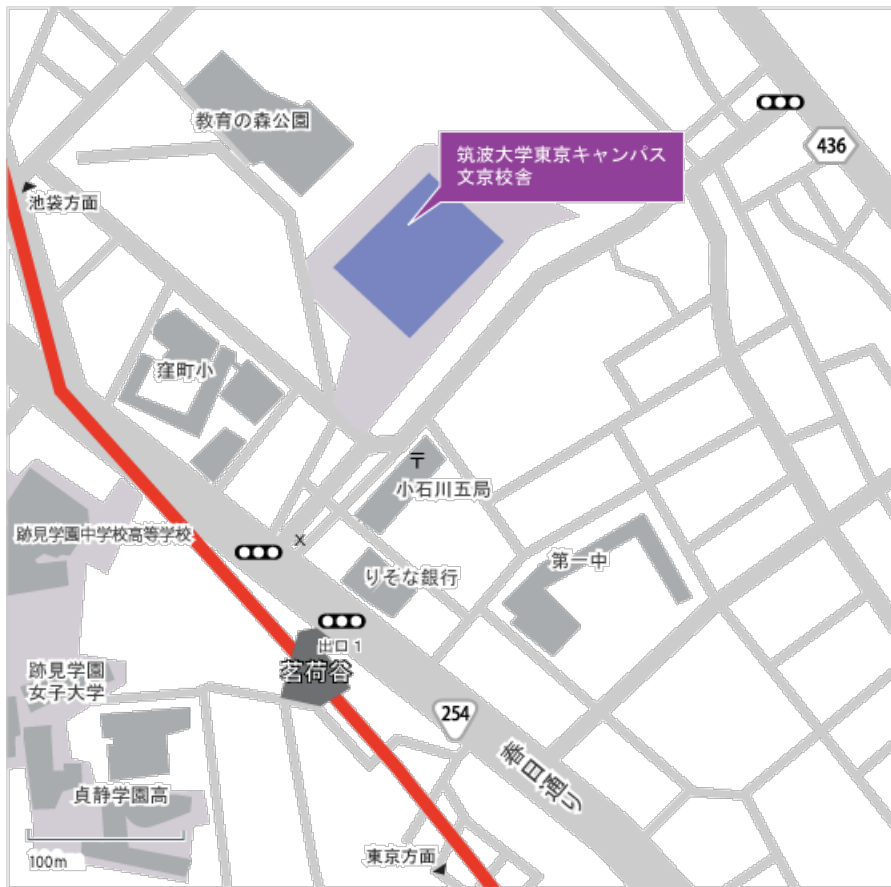 教育の森公園
筑波大学東京キャンパス
文京校舎
436
池袋方面
窪町小
〒
小石川五局
跡見学園中学校高等学校
x
りそな銀行
第一中
出口1
茗荷谷
跡見学園
女子大学
254
春日通り
貞静学園高
100m
東京方面